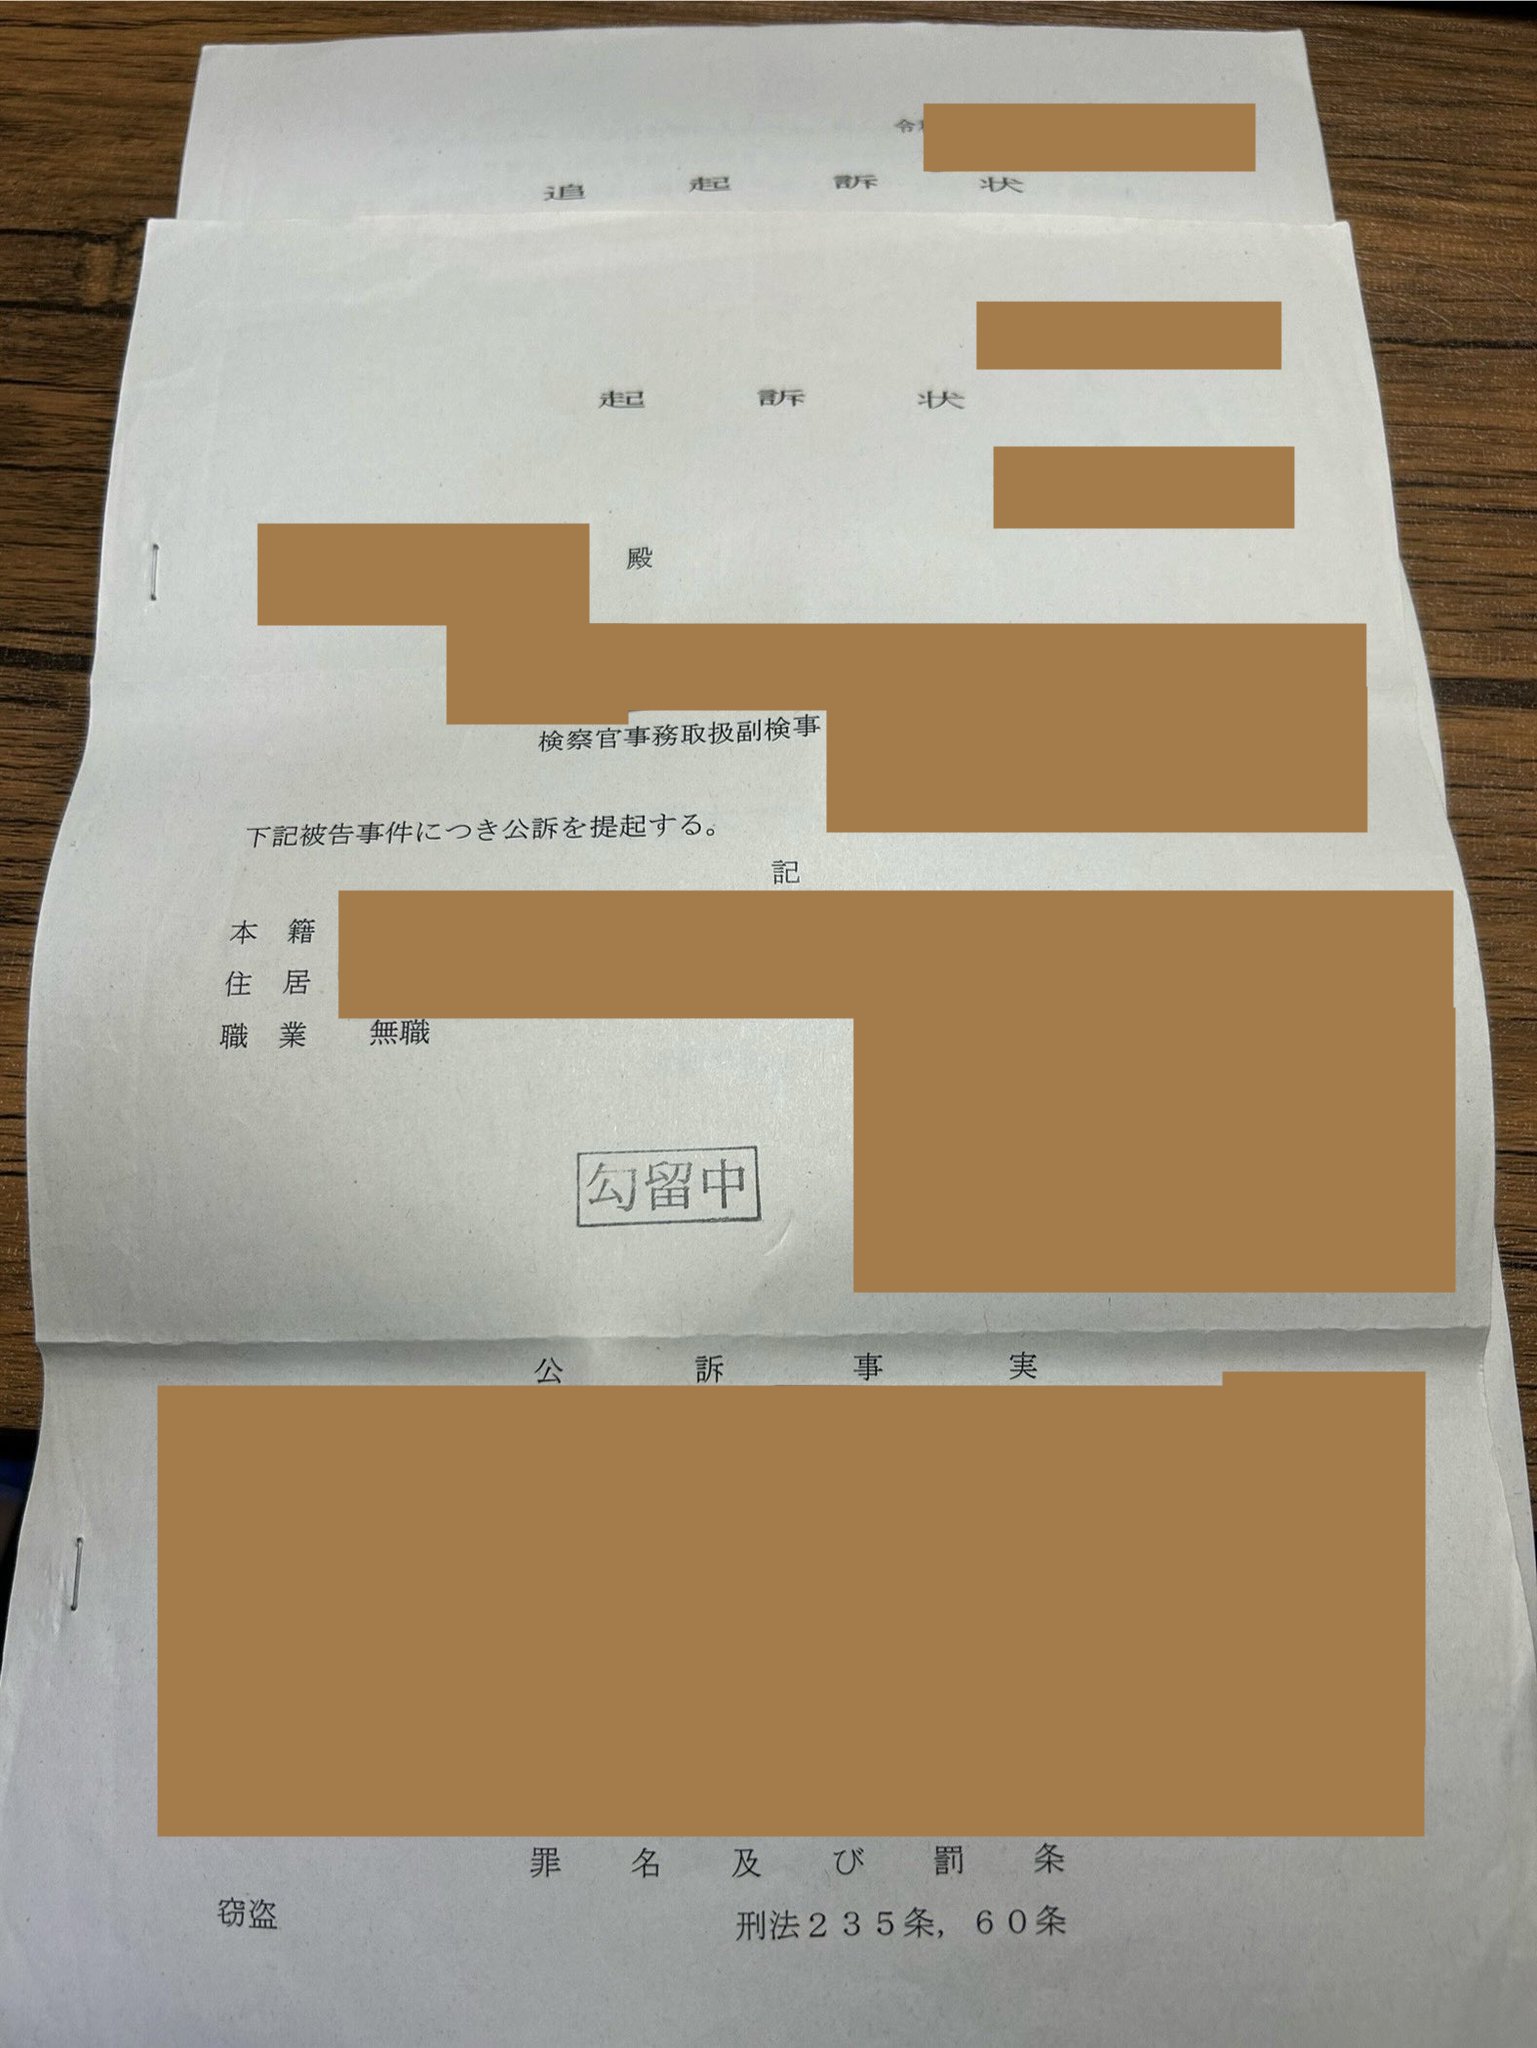 令
追起訴状
起訴状
殿
検察官事務取扱副検事
下記被告事件につき公訴を提起する。
記
本籍
住居
職業 無職
勾留中
公訴事実
罪名及び罰条
窃盗 刑法235条，60条